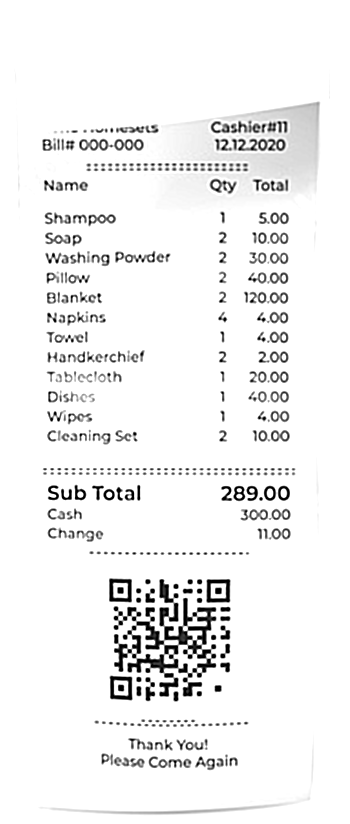 Homesets Cashier#11
Bill# 000-000 12.12.2020
Name Qty Total
Shampoo 1 5.00
Soap 2 10.00
Washing Powder 2 30.00
Pillow 2 40.00
Blanket 2 120.00
Napkins 4 4.00
Towel 1 4.00
Handkerchief 2 2.00
Tablecloth 1 20.00
Dishes 1 40.00
Wipes 1 4.00
Cleaning Set 2 10.00
Sub Total 289.00
Cash 300.00
Change 11.00
Thank You!
Please Come Again